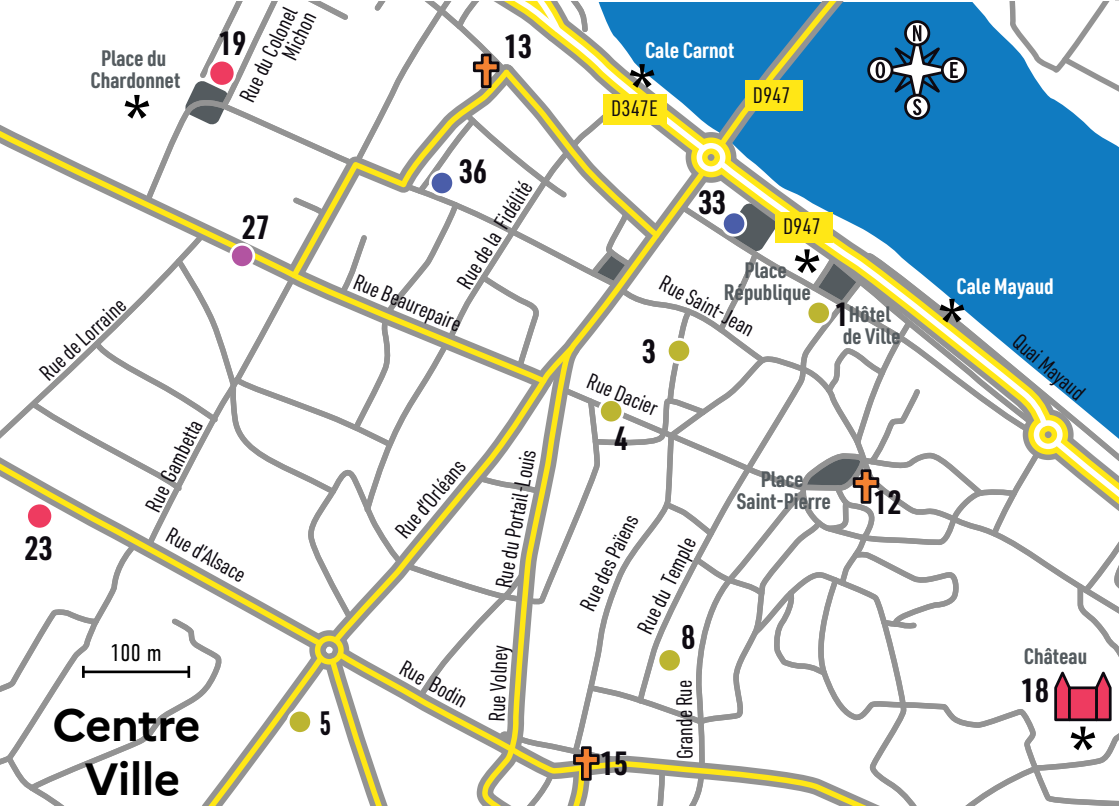 19
Rue du Colonel
Michon
13
Place du
Chardonnet
Cale Carnot
N
O
E
S
D347E
D947
36
33
D947
27
Rue de la Fidélité
Place
République
Cale Mayaud
Rue Beaurepaire
Rue Saint-Jean
1
Hôtel
de Ville
Rue de Lorraine
3
Quai Mayaud
Rue Dacier
4
Rue Gambetta
Rue d'Orléans
Rue du Portail-Louis
Place
Saint-Pierre
12
23
Rue d'Alsace
Rue des Païens
Rue du Temple
100 m
8
Rue Bodin
Rue Volney
Grande Rue
Château
18
Centre
Ville
5
15